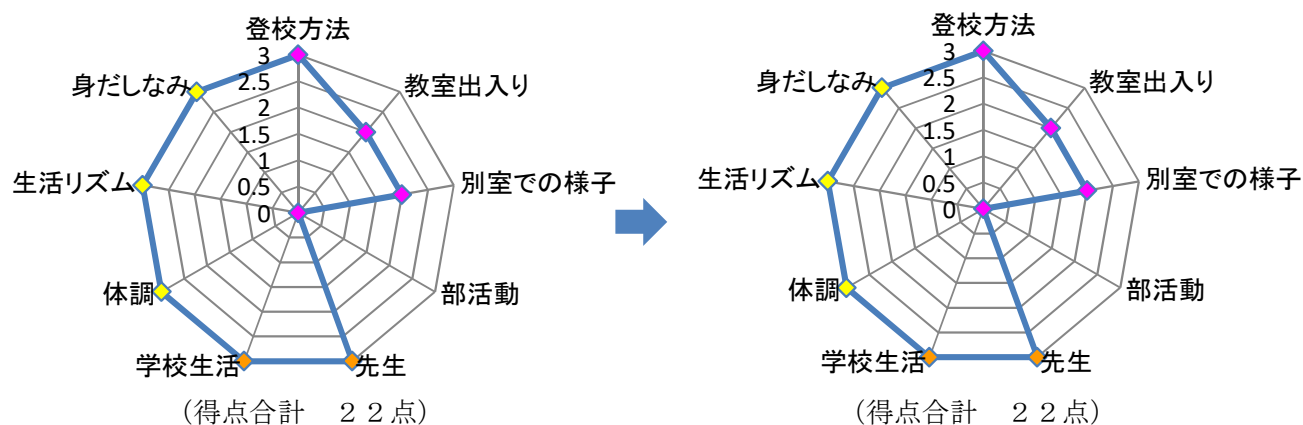 登校方法
3
2.5
2
1.5
1
0.5
0
教室出入り
別室での様子
部活動
先生
学校生活
体調
生活リズム
身だしなみ
（得点合計　２２点）
登校方法
3
2.5
2
1.5
1
0.5
0
教室出入り
別室での様子
部活動
先生
学校生活
体調
生活リズム
身だしなみ
（得点合計　２２点）